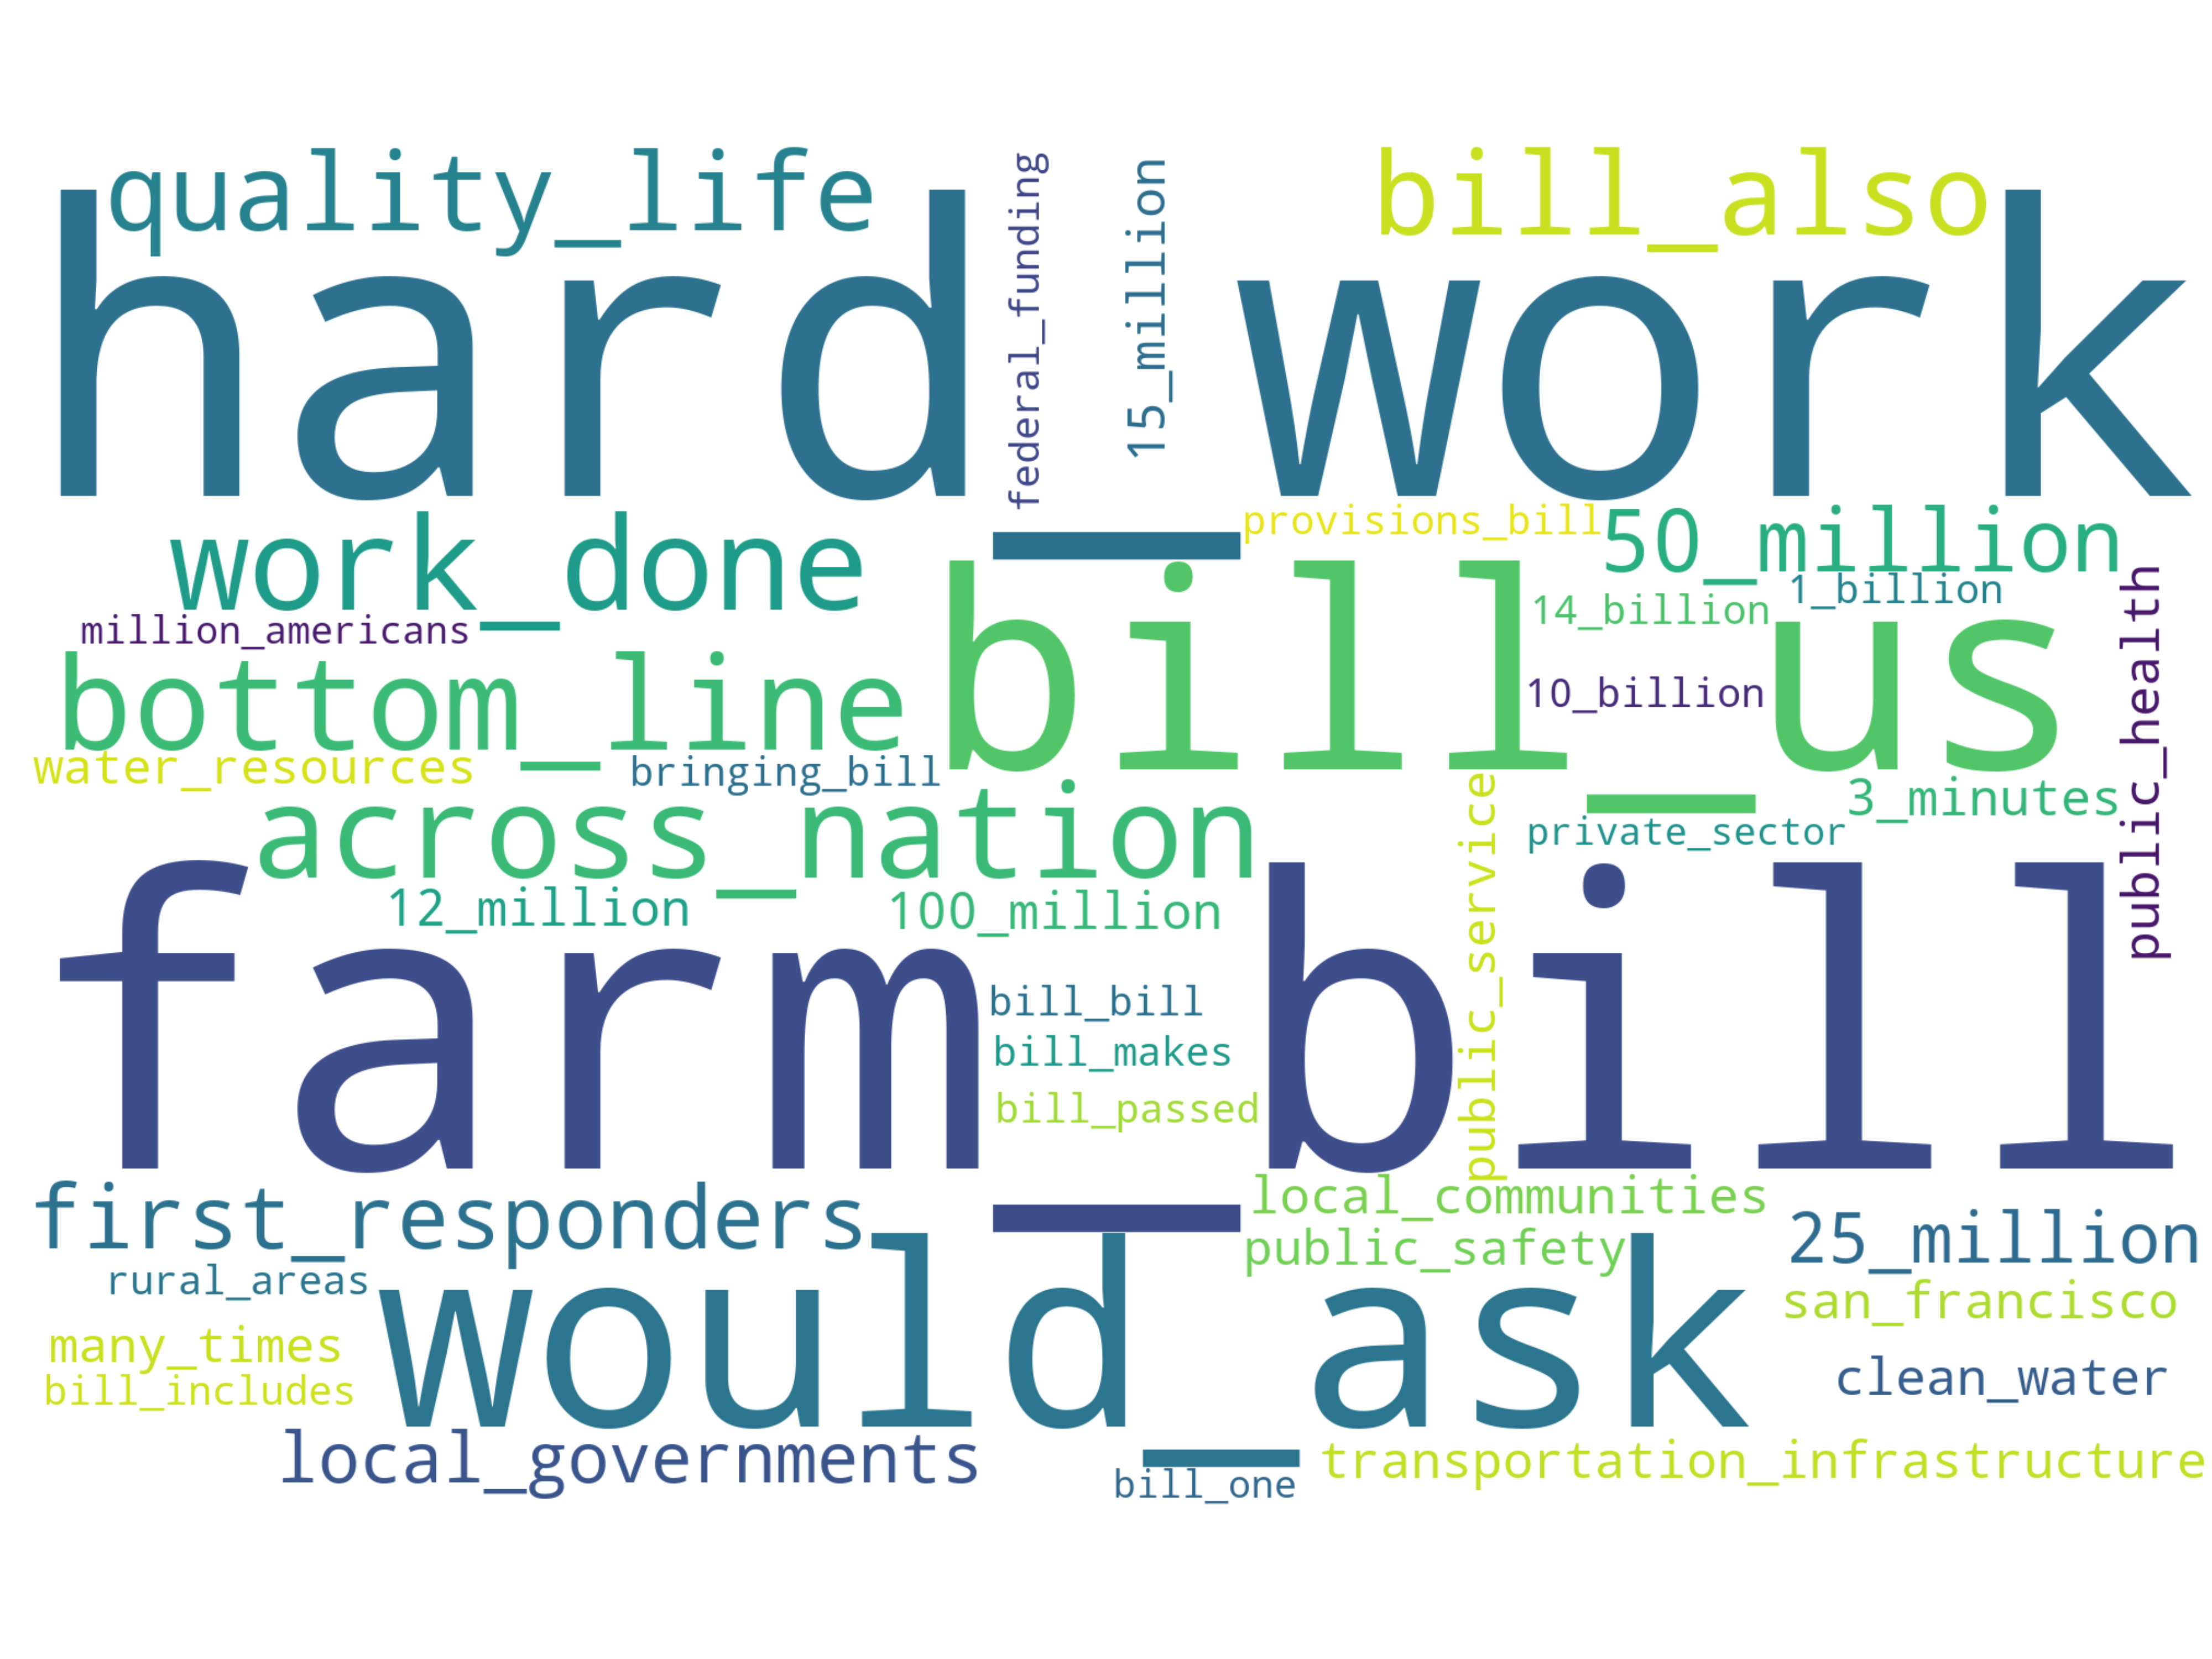 quality_life
bill_also
hard_work
federal_funding
15_million
provisions_bill
50_million
work_done
1_billion
14_billion
million_americans
bill_us
10_billion
public_health
bottom_line
water_resources
bringing_bill
3_minutes
across_nation
private_sector
public_service
12_million
100_million
farm_bill
bill_bill
bill_makes
bill_passed
first_responders
local_communities
public_safety
25_million
rural_areas
would_ask
san_francisco
many_times
clean_water
bill_includes
local_governments
transportation_infrastructure
bill_one